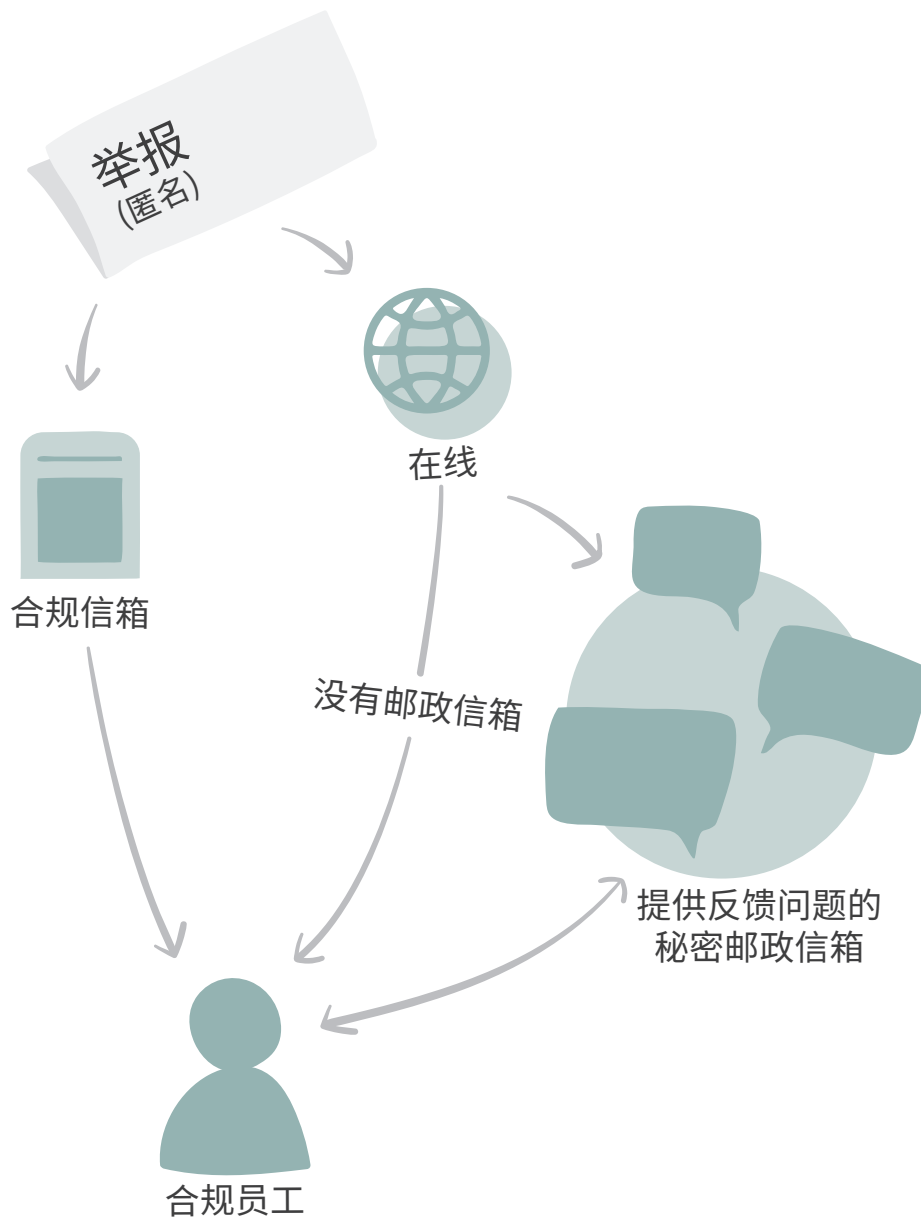 举报
(匿名)
在线
合规信箱
没有邮政信箱
提供反馈问题的
秘密邮政信箱
合规员工